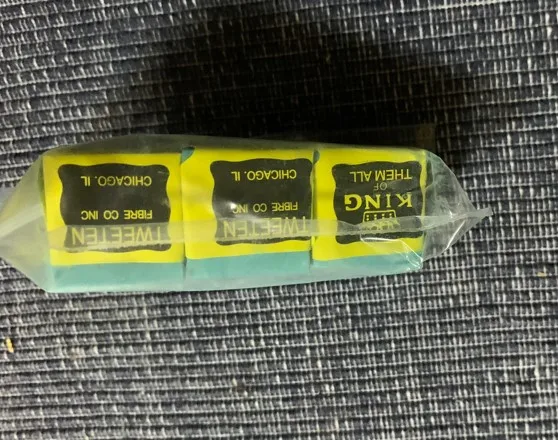 KING
OF
THEM ALL
TWEETEN
FIBRE CO INC
CHICAGO. IL
TWEETEN
FIBRE CO INC
CHICAGO. IL